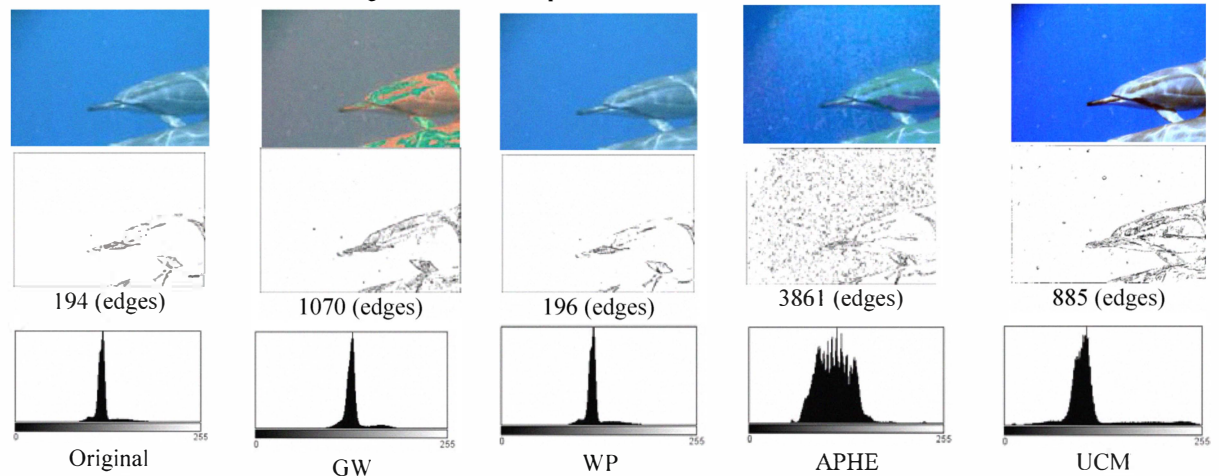 194 (edges) 1070 (edges) 196 (edges) 3861 (edges) 885 (edges)
0 255 0 255 0 255 0 255 0 255
Original GW WP APHE UCM